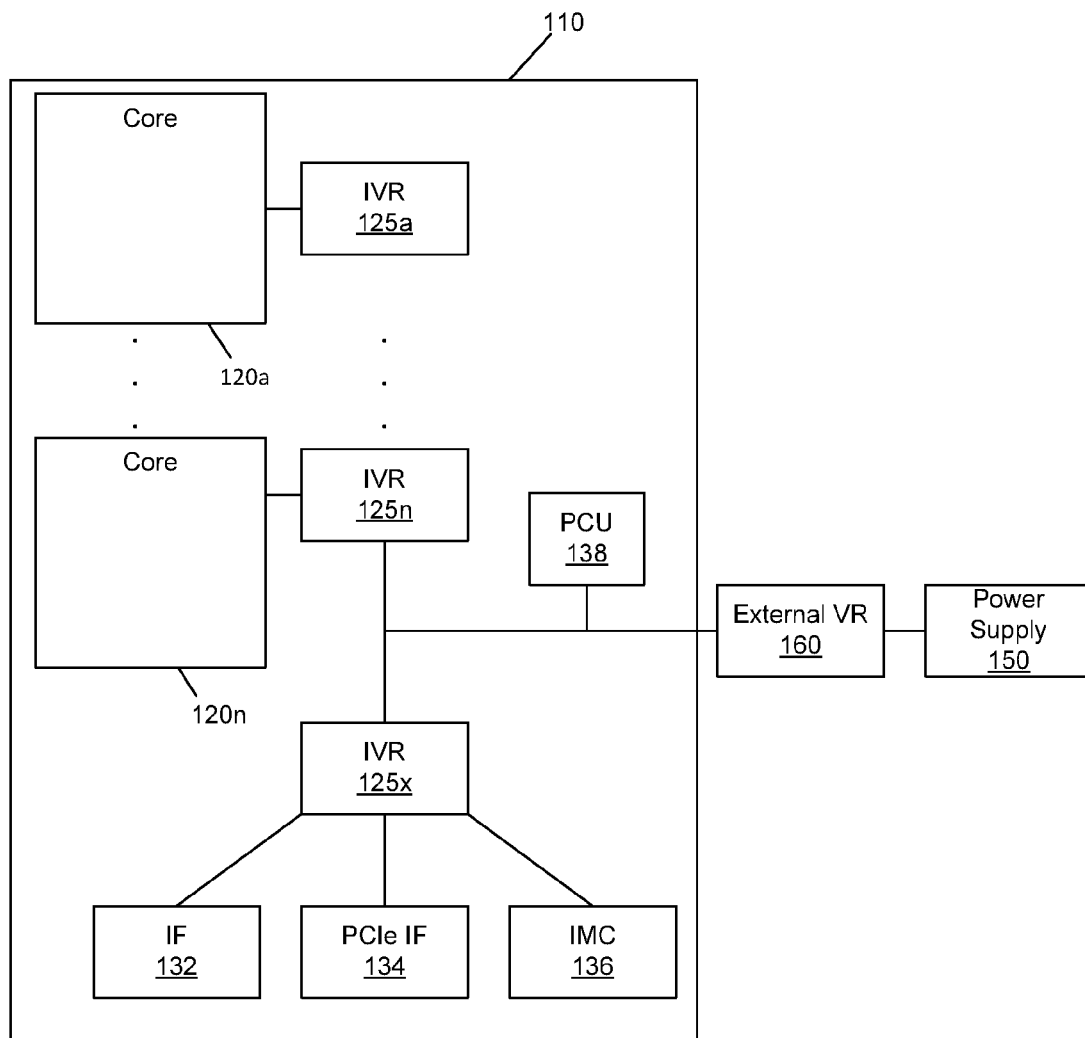 110
Core
IVR
125a
120a
Core
IVR
125n
PCU
138
External VR
160
Power
Supply
150
120n
IVR
125x
IF
132
PCIe IF
134
IMC
136